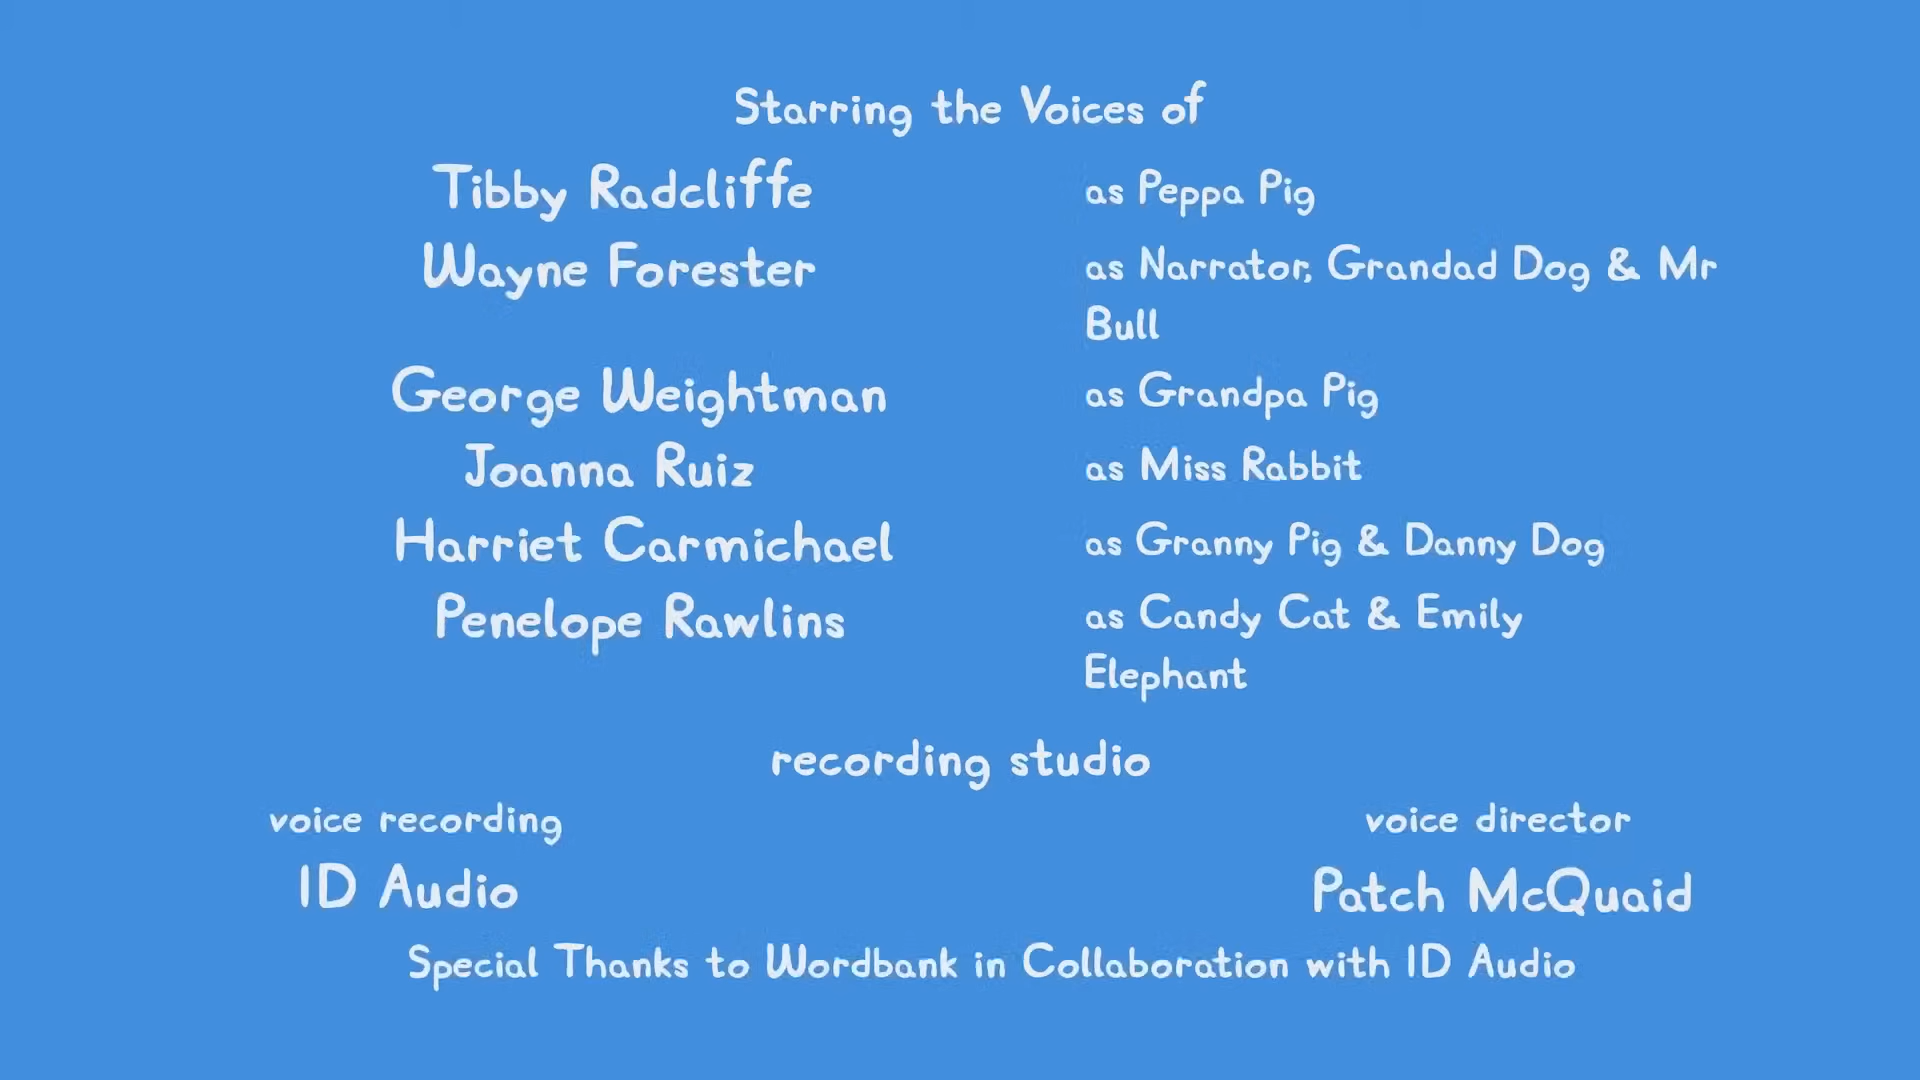 Starring the Voices of
Tibby Radcliffe as Peppa Pig
Wayne Forester as Narrator, Grandad Dog & Mr
Bull
George Weightman as Grandpa Pig
Joanna Ruiz as Miss Rabbit
Harriet Carmichael as Granny Pig & Danny Dog
Penelope Rawlins as Candy Cat & Emily
Elephant
recording studio
voice recording voice director
ID Audio Patch McQuaid
Special Thanks to Wordbank in Collaboration with ID Audio